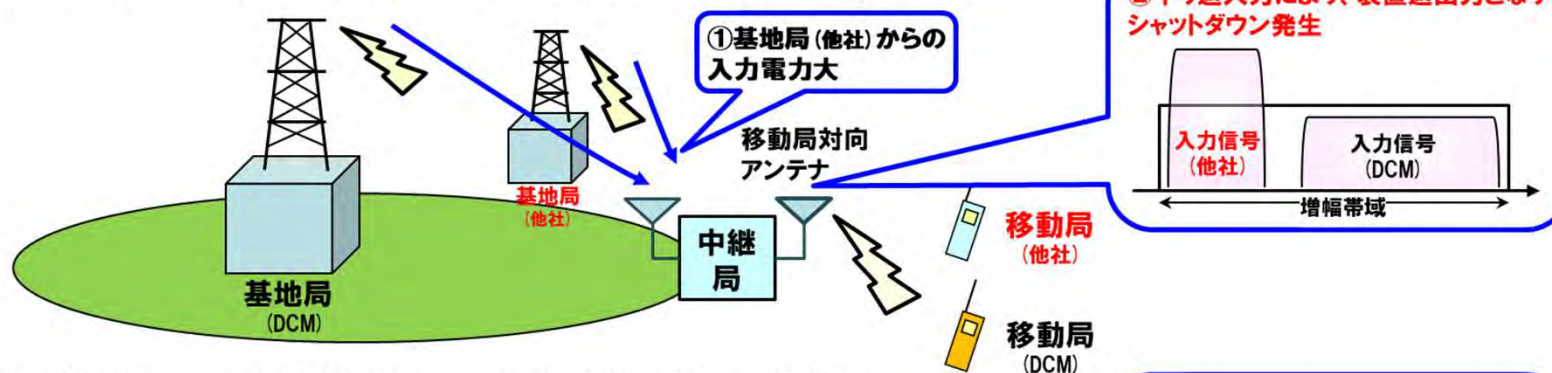 シャットダウン発生
①基地局(他社)からの
入力電力大
移動局対向
アンテナ
入力信号
(他社)
入力信号
(DCM)
増幅帯域
基地局
(他社)
中継
局
移動局
(他社)
基地局
(DCM)
移動局
(DCM)